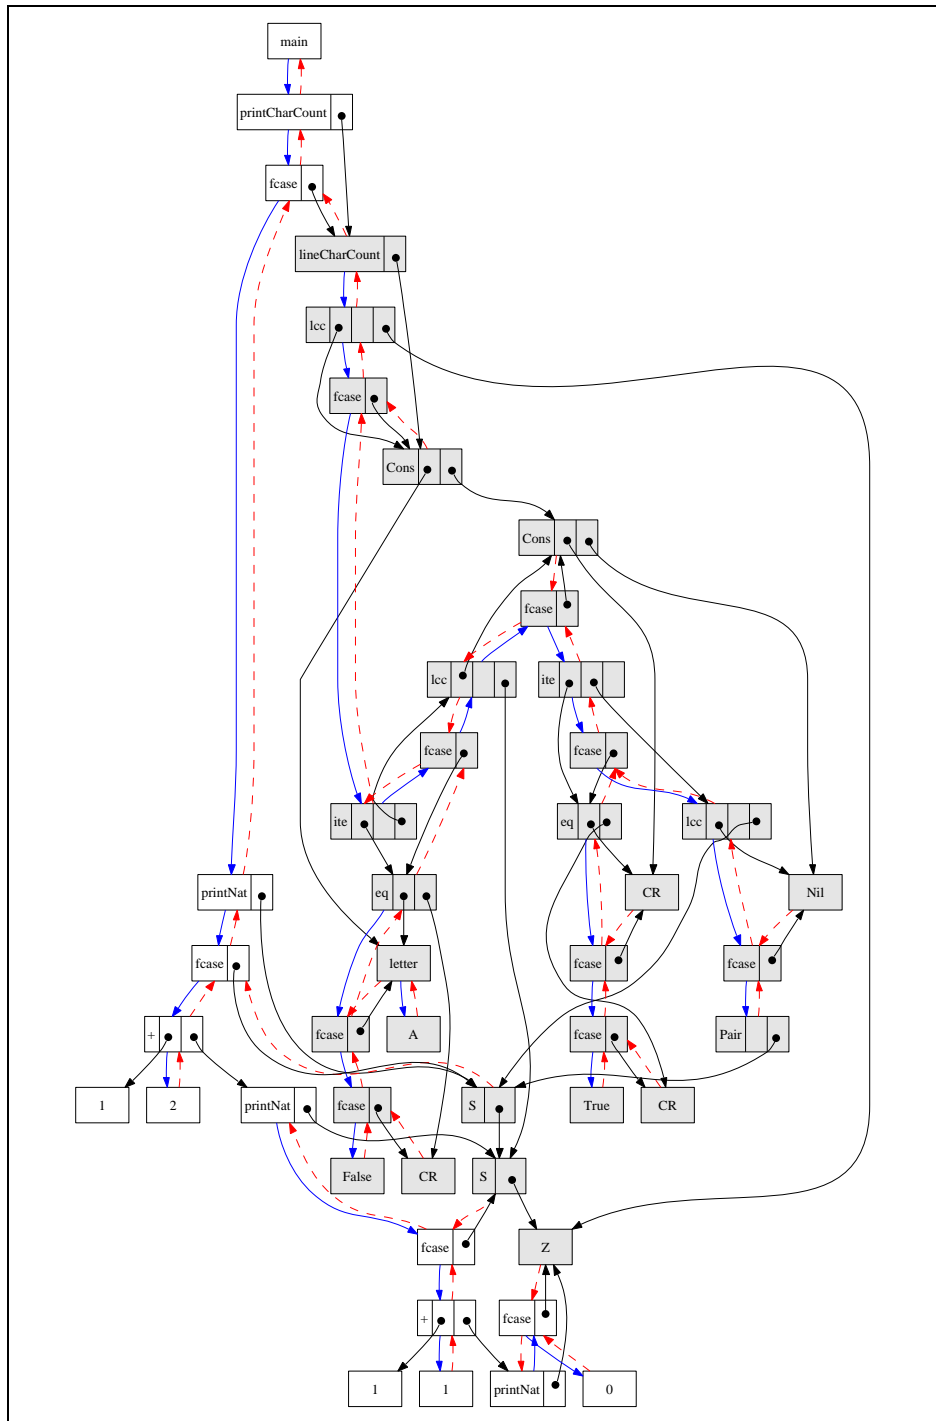 main
printCharCount
fcase
lineCharCount
lcc
fcase
Cons
Cons
fcase
lcc
ite
fcase
fcase
ite
eq
lcc
printNat
eq
CR
Nil
fcase
letter
fcase
fcase
+
fcase
A
fcase
Pair
1
2
printNat
fcase
S
True
CR
False
CR
S
fcase
Z
+
fcase
1
1
printNat
0